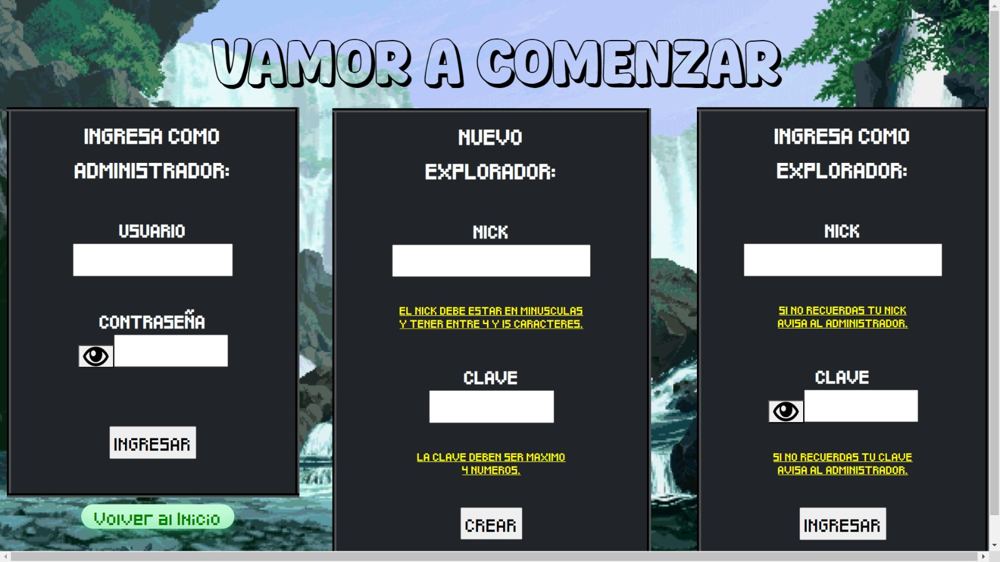 VAMOR A COMENZAR
INGRESA COMO
ADMINISTRADOR:
USUARIO
CONTRASEÑA
INGRESAR
Volver al Inicio
NUEVO
EXPLORADOR:
NICK
EL NICK DEBE ESTAR EN MINUSCULAS
Y TENER ENTRE 4 Y 15 CARACTERES.
CLAVE
LA CLAVE DEBEN SER MAXIMO
4 NUMEROS.
CREAR
INGRESA COMO
EXPLORADOR:
NICK
SI NO RECUERDAS TU NICK
AVISA AL ADMINISTRADOR.
CLAVE
SI NO RECUERDAS TU CLAVE
AVISA AL ADMINISTRADOR.
INGRESAR